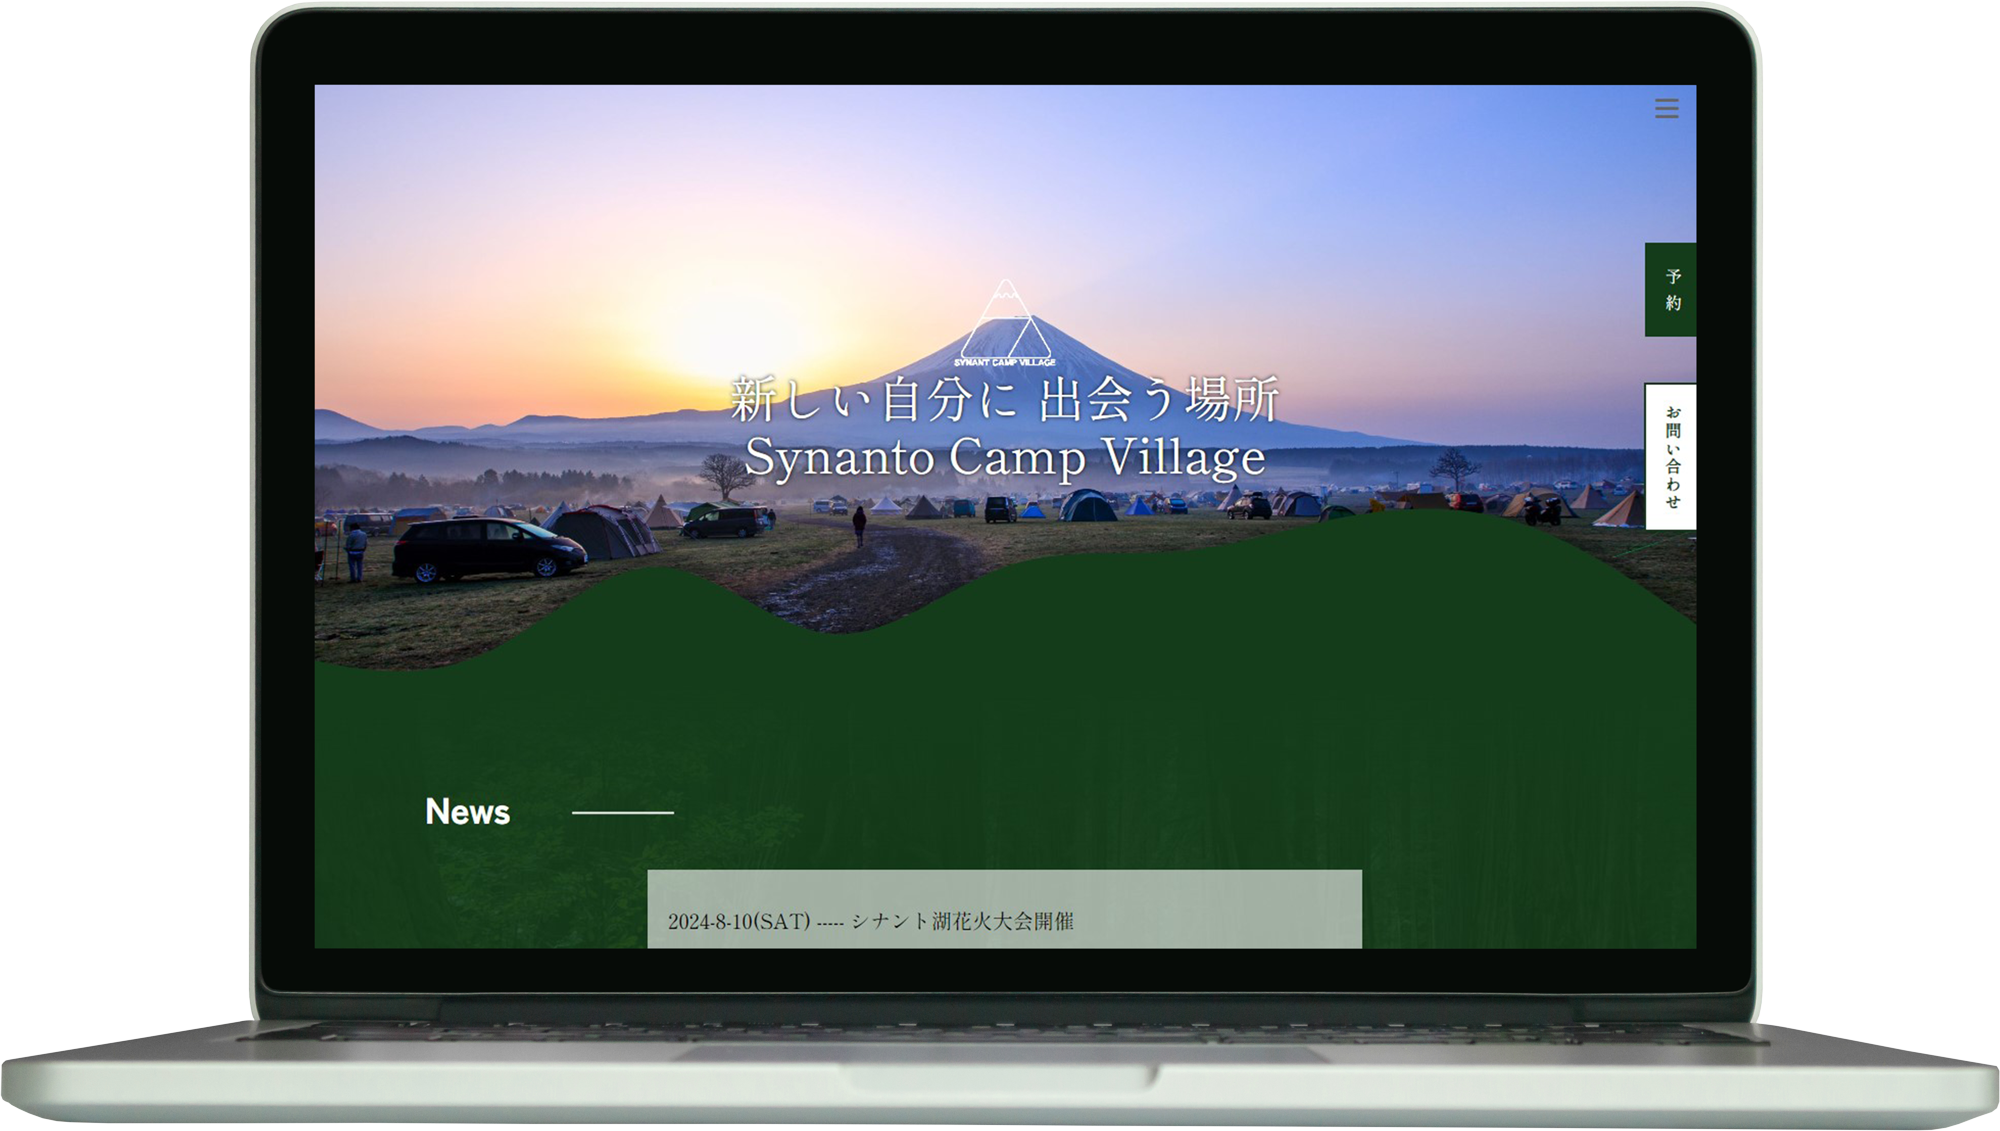 SYNANT CAMP VILLAGE
新しい自分に 出会う場所
Synanto Camp Village
予約
お問い合わせ
News
2024-8-10(SAT) ----- シナント湖花火大会開催